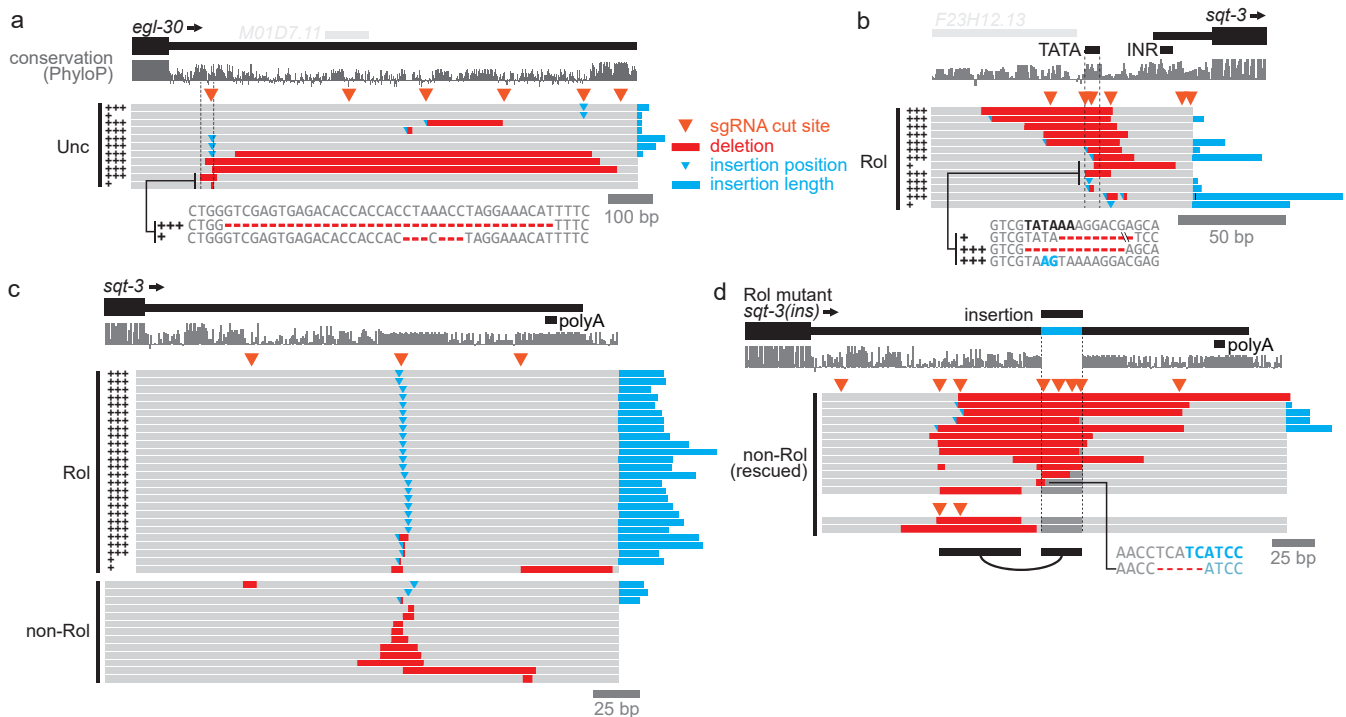 a
egl-30
M01D7.11
conservation
(PhyloP)
Unc
sgRNA cut site
deletion
insertion position
insertion length
100 bp
CTGGGTCGAGTGAGACACCACCACCTAAACCTAGGAAACATTTTC
+++ CTGG-----------------TTTC
+ CTGGGTCGAGTGAGACACCACCAC---C---TAGGAAACATTTTC
b
F23H12.13
sqt-3
TATA
INR
Rol
GTCGTATAAAAGGACGAGCA
+ GTCGTATA--------\\-TCC
+++ GTCG------------AGCA
+++ GTCGTAAGTAAAAGGACGAG
50 bp
c
sqt-3
polyA
Rol
non-Rol
25 bp
d
Rol mutant
sqt-3(ins)
insertion
polyA
non-Rol
(rescued)
25 bp
AACCTCATCATCC
AACC-----ATCC